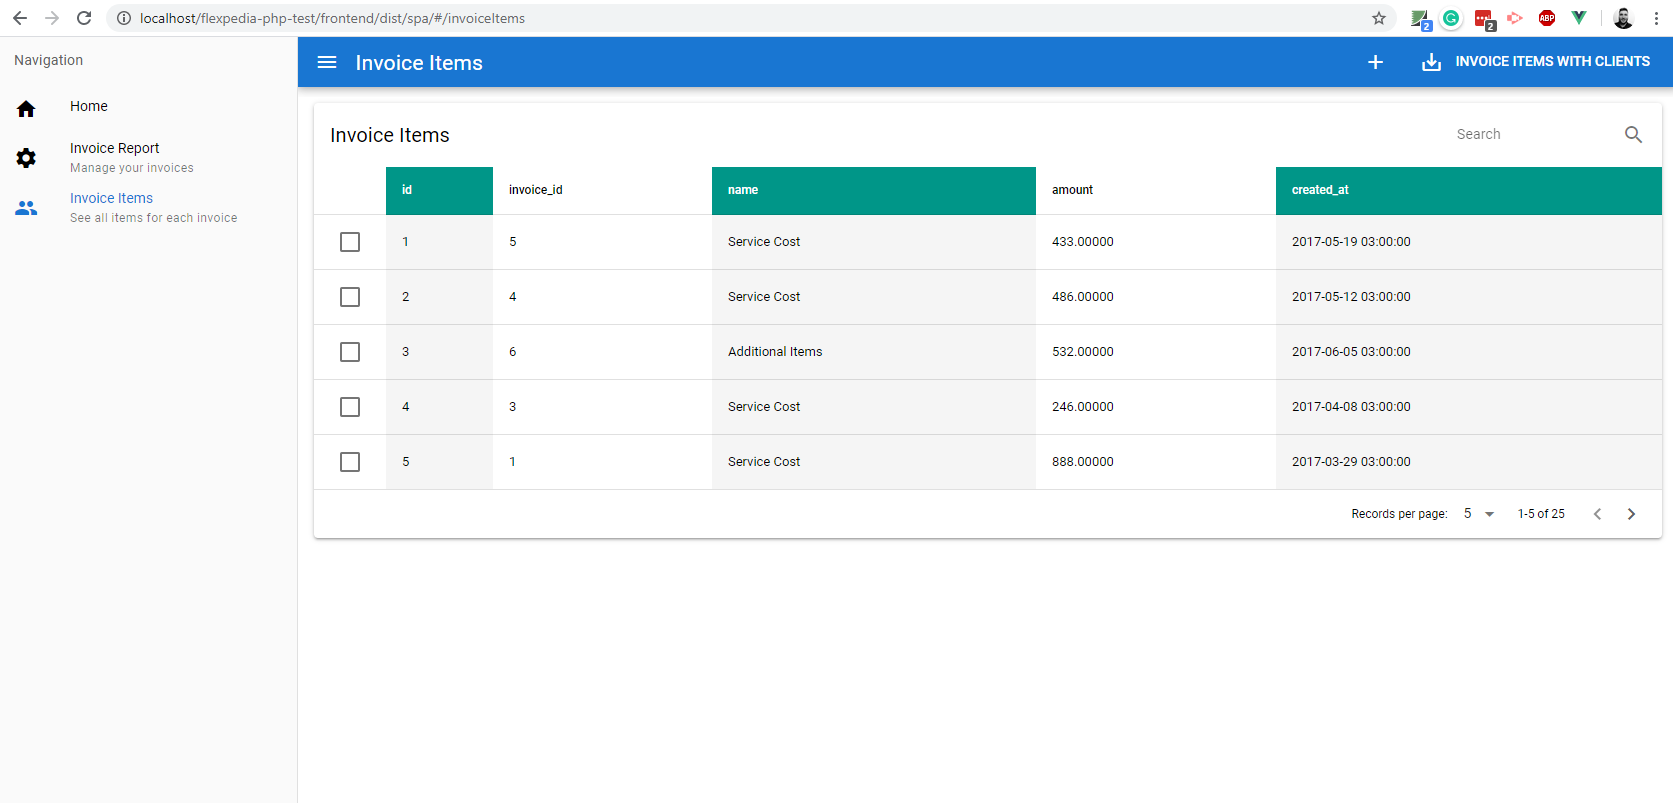 localhost/flexpedia-php-test/frontend/dist/spa/#/invoiceItems
2
G
2
ABP
Navigation
Home
Invoice Report
Manage your invoices
Invoice Items
See all items for each invoice
Invoice Items
INVOICE ITEMS WITH CLIENTS
Invoice Items
Search
id invoice_id name amount created_at
1 5 Service Cost 433.00000 2017-05-19 03:00:00
2 4 Service Cost 486.00000 2017-05-12 03:00:00
3 6 Additional Items 532.00000 2017-06-05 03:00:00
4 3 Service Cost 246.00000 2017-04-08 03:00:00
5 1 Service Cost 888.00000 2017-03-29 03:00:00
Records per page: 5 1-5 of 25